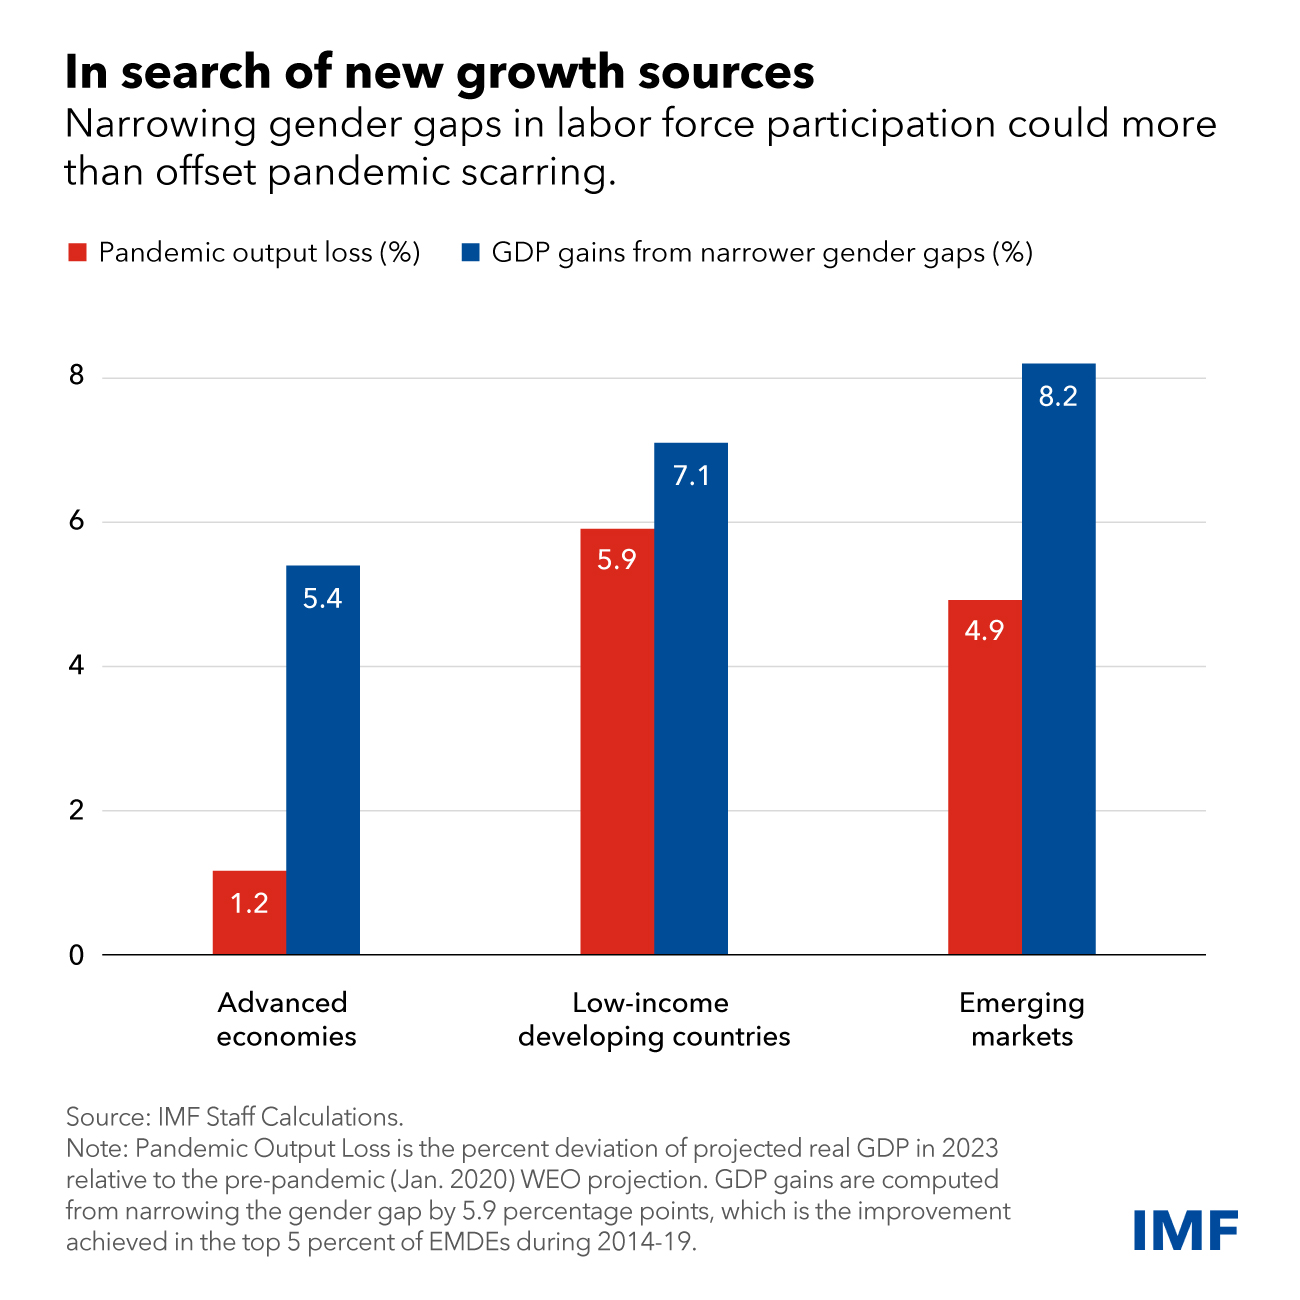 In search of new growth sources
Narrowing gender gaps in labor force participation could more
than offset pandemic scarring.
Pandemic output loss (%) GDP gains from narrower gender gaps (%)
8
8.2
7.1
6
5.9
5.4
4.9
4
2
1.2
0
Advanced
economies
Low-income
developing countries
Emerging
markets
Source: IMF Staff Calculations.
Note: Pandemic Output Loss is the percent deviation of projected real GDP in 2023
relative to the pre-pandemic (Jan. 2020) WEO projection. GDP gains are computed
from narrowing the gender gap by 5.9 percentage points, which is the improvement
achieved in the top 5 percent of EMDEs during 2014-19.
IMF